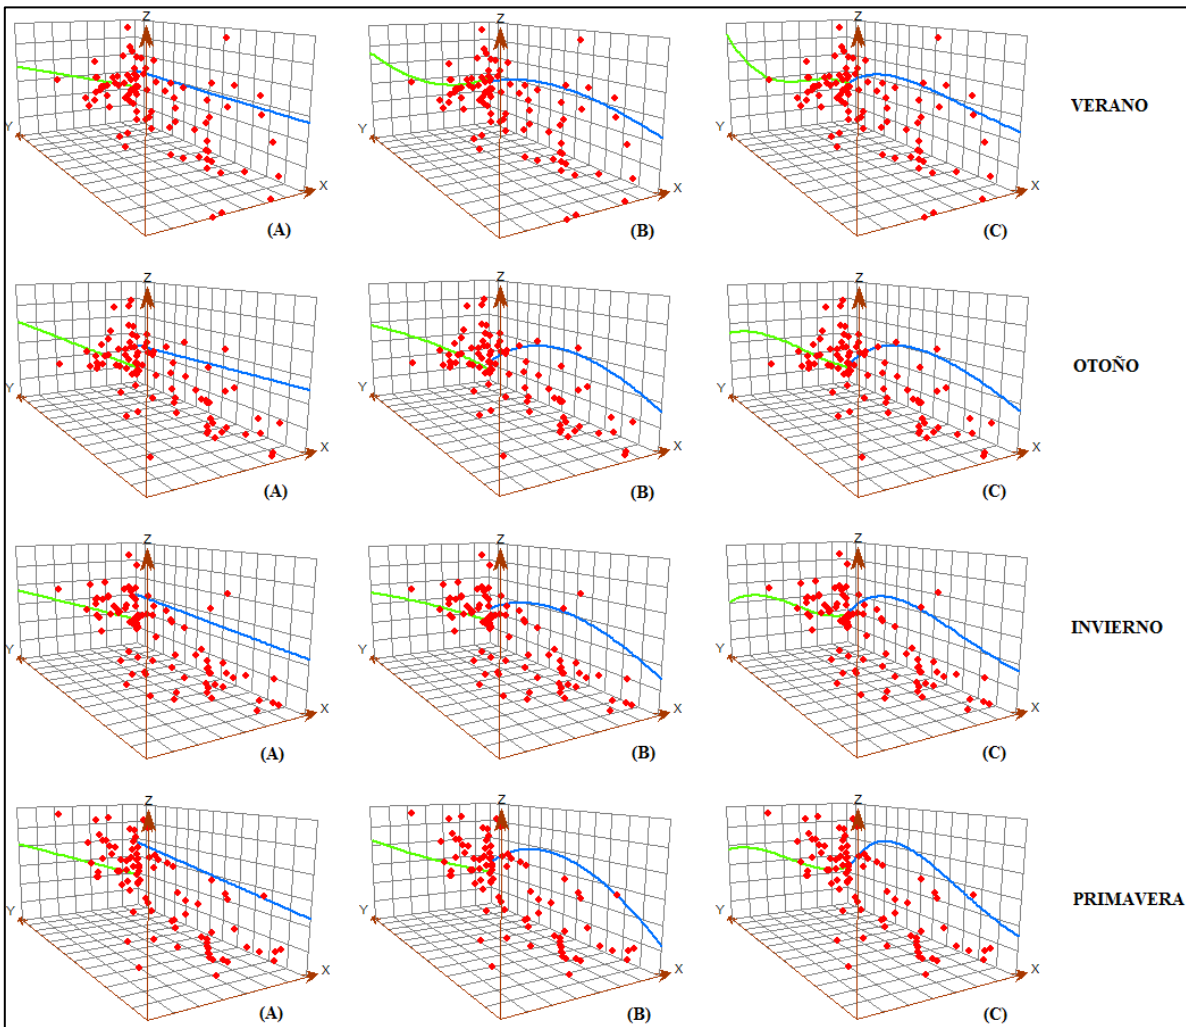 Z Z Z
Y Y Y VERANO
X X X
(A) (B) (C)
Z Z Z
Y Y Y OTOÑO
X X X
(A) (B) (C)
Z Z Z
Y Y Y INVIERNO
X X X
(A) (B) (C)
Z Z Z
Y Y Y PRIMAVERA
X X X
(A) (B) (C)